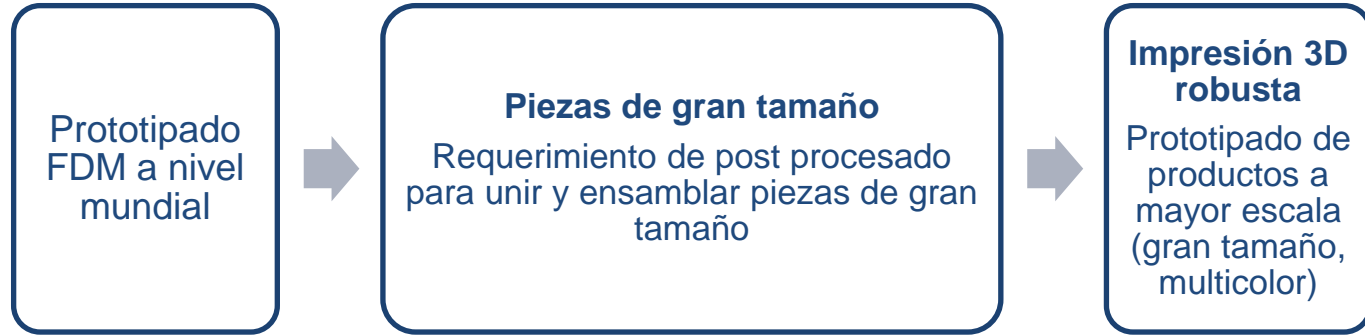 Prototipado
FDM a nivel
mundial
Piezas de gran tamaño
Requerimiento de post procesado
para unir y ensamblar piezas de gran
tamaño
Impresión 3D
robusta
Prototipado de
productos a
mayor escala
(gran tamaño,
multicolor)